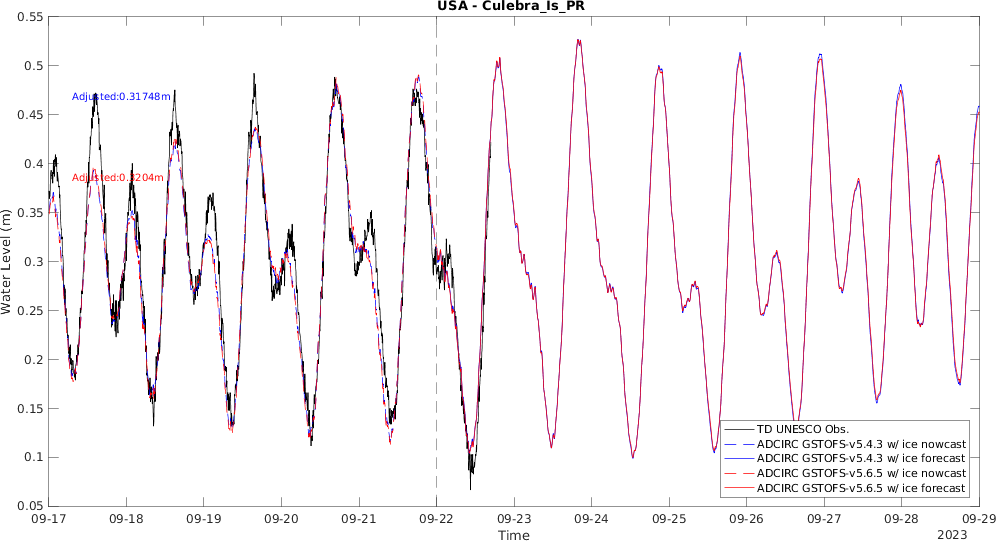 USA - Culebra_Is_PR
0.55
0.5
0.45
0.4
0.35
0.3
0.25
0.2
0.15
0.1
0.05
Water Level (m)
Adjusted:0.31748m
Adjusted:0.3204m
TD UNESCO Obs.
ADCIRC GSTOFS-v5.4.3 w/ ice nowcast
ADCIRC GSTOFS-v5.4.3 w/ ice forecast
ADCIRC GSTOFS-v5.6.5 w/ ice nowcast
ADCIRC GSTOFS-v5.6.5 w/ ice forecast
09-17 09-18 09-19 09-20 09-21 09-22 09-23 09-24 09-25 09-26 09-27 09-28 09-29
Time
2023